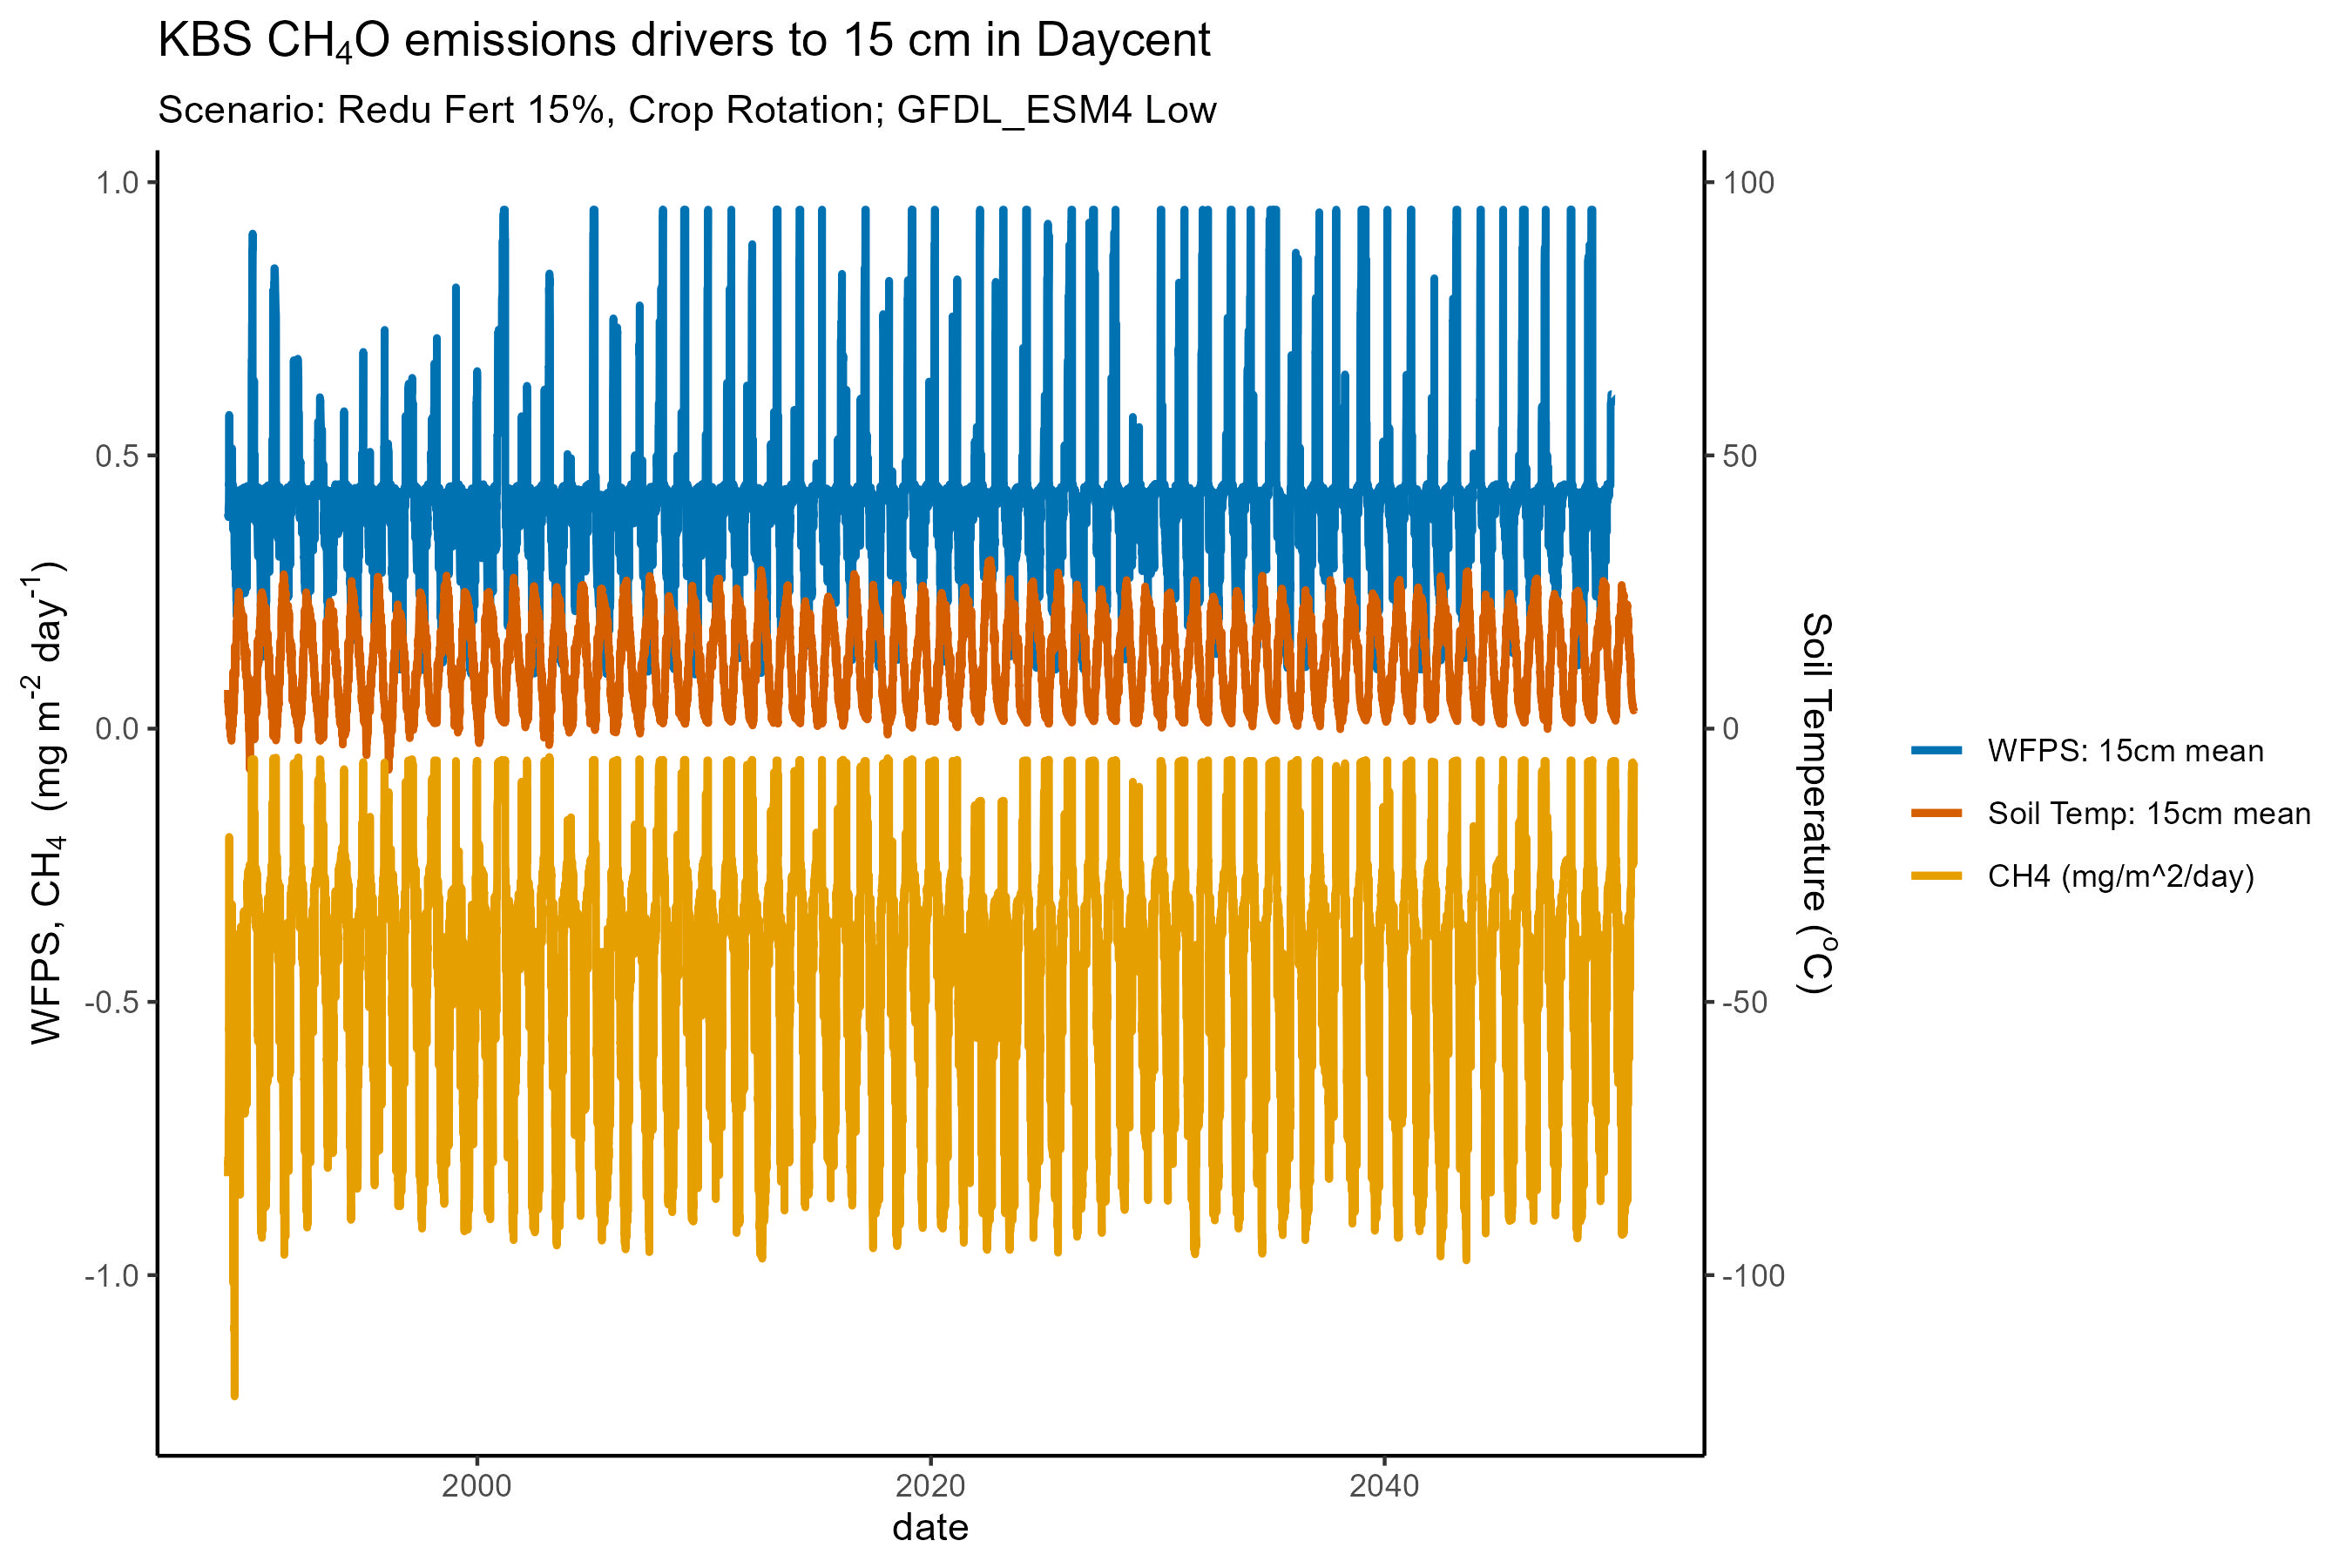 KBS CH₄O emissions drivers to 15 cm in Daycent
Scenario: Redu Fert 15%, Crop Rotation; GFDL_ESM4 Low
WFPS, CH₄ (mg m⁻² day⁻¹)
1.0
0.5
0.0
-0.5
-1.0
100
50
0
-50
-100
Soil Temperature (°C)
2000
2020
2040
date
WFPS: 15cm mean
Soil Temp: 15cm mean
CH4 (mg/m^2/day)